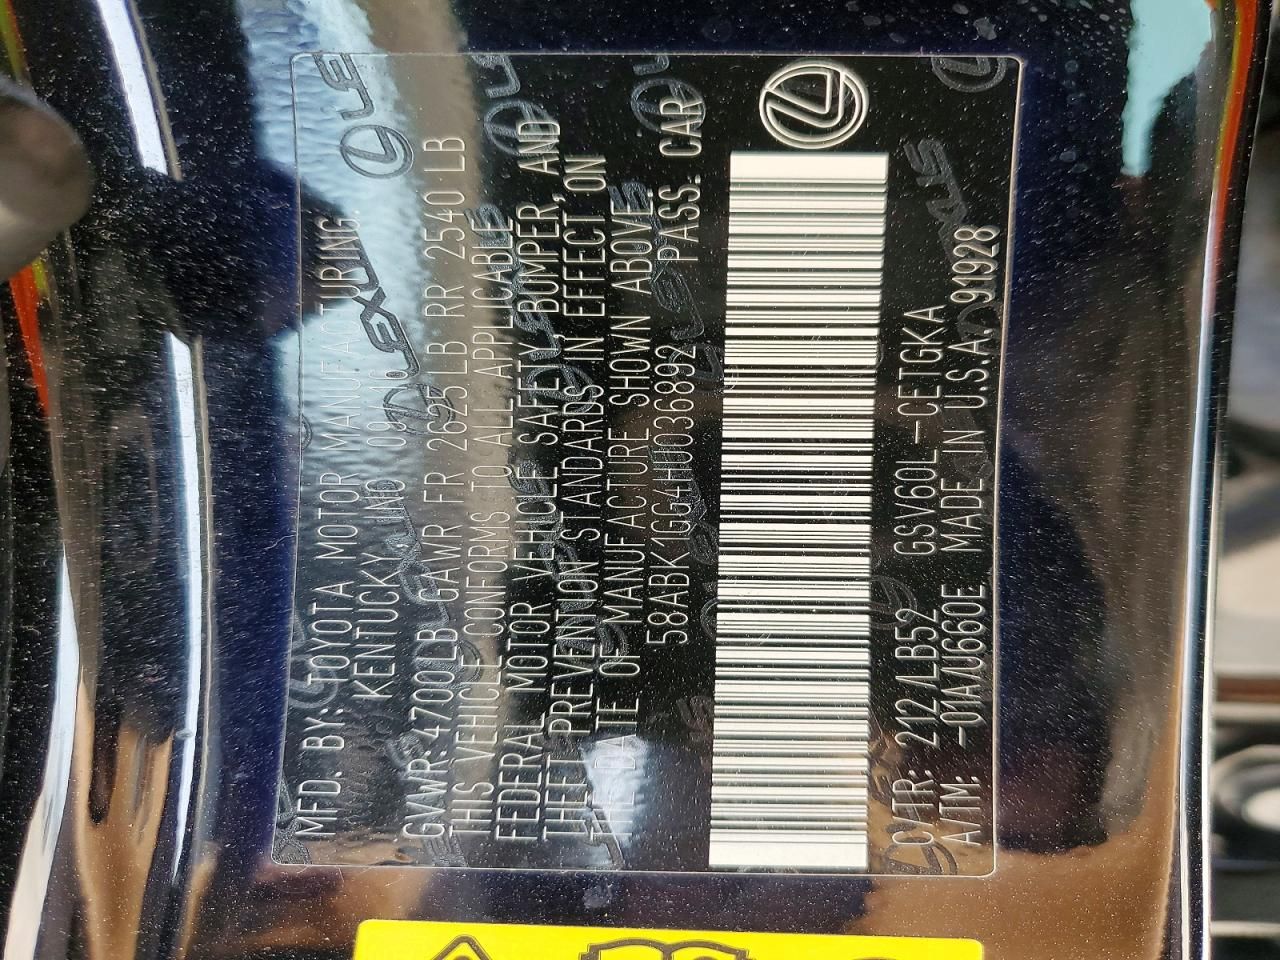 MFD. BY: TOYOTA MOTOR MANUFACTURING.
KENTUCKY, INC 09/16
GVWR:4700LB GAWR FR 2625LB RR 2540LB
THIS VEHICLE CONFORMS TO ALL APPLICABLE
FEDERAL MOTOR VEHICLE SAFETY, BUMPER, AND
THEFT PREVENTION STANDARDS IN EFFECT ON
THE DATE OF MANUFACTURE SHOWN ABOVE.
58ABK1GG4HU036892 PASS. CAR
C/TR: 212/LB52 GSV60L-CETGKA
A/TM: -01A/U660E MADE IN U.S.A. 91928